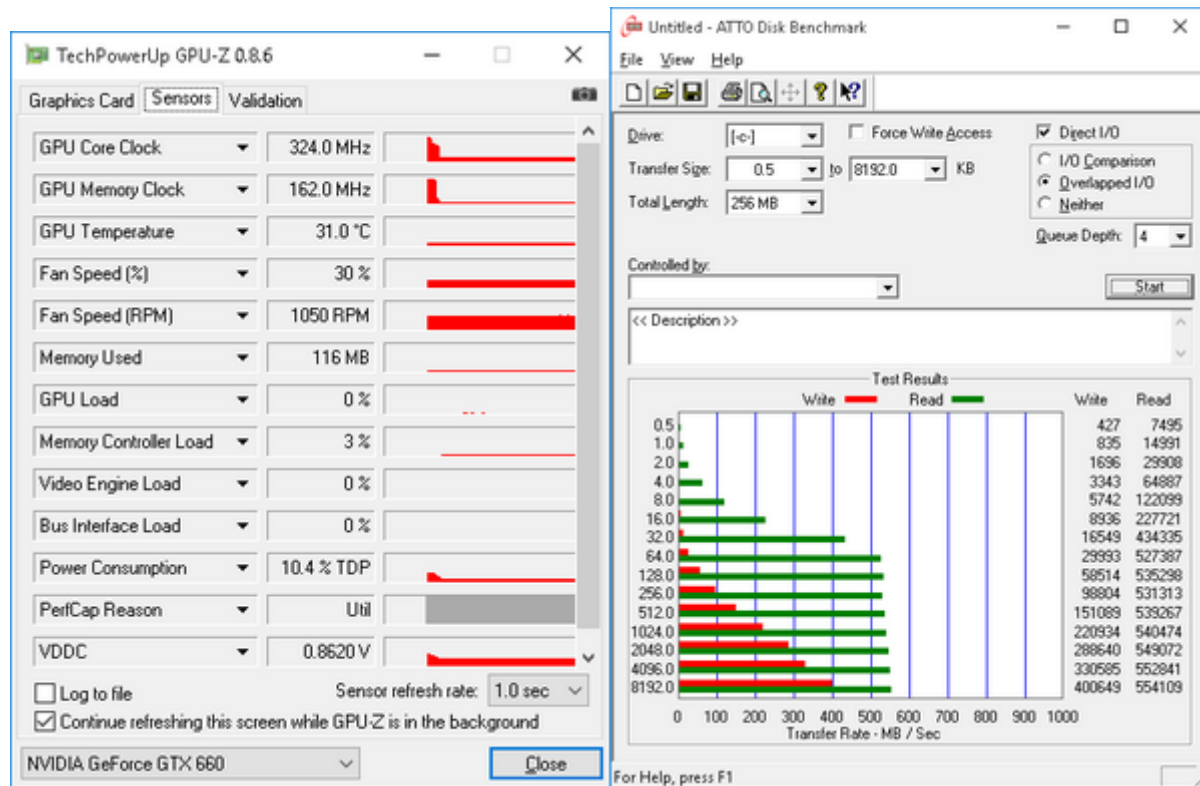 TechPowerUp GPU-Z 0.8.6
Graphics Card Sensors Validation
GPU Core Clock 324.0 MHz
GPU Memory Clock 162.0 MHz
GPU Temperature 31.0 °C
Fan Speed (%) 30 %
Fan Speed (RPM) 1050 RPM
Memory Used 116 MB
GPU Load 0 %
Memory Controller Load 3 %
Video Engine Load 0 %
Bus Interface Load 0 %
Power Consumption 10.4 % TDP
PerfCap Reason Util
VDDC 0.8620 V
Log to file Sensor refresh rate: 1.0 sec
Continue refreshing this screen while GPU-Z is in the background
NVIDIA GeForce GTX 660 Close
Untitled - ATTO Disk Benchmark
File View Help
Drive: [-c-] Force Write Access Direct I/O
Transfer Size: 0.5 to 8192.0 KB I/O Comparison
Overlapped I/O
Total Length: 256 MB Neither
Queue Depth: 4
Controlled by:
Start
<< Description >>
Test Results
Write Read Write Read
0.5 427 7495
1.0 835 14991
2.0 1696 29908
4.0 3343 64887
8.0 5742 122099
16.0 8936 227721
32.0 16549 434335
64.0 29993 527387
128.0 58514 535298
256.0 98804 531313
512.0 151089 539267
1024.0 220934 540474
2048.0 288640 549072
4096.0 330585 552841
8192.0 400649 554109
0 100 200 300 400 500 600 700 800 900 1000
Transfer Rate - MB / Sec
For Help, press F1